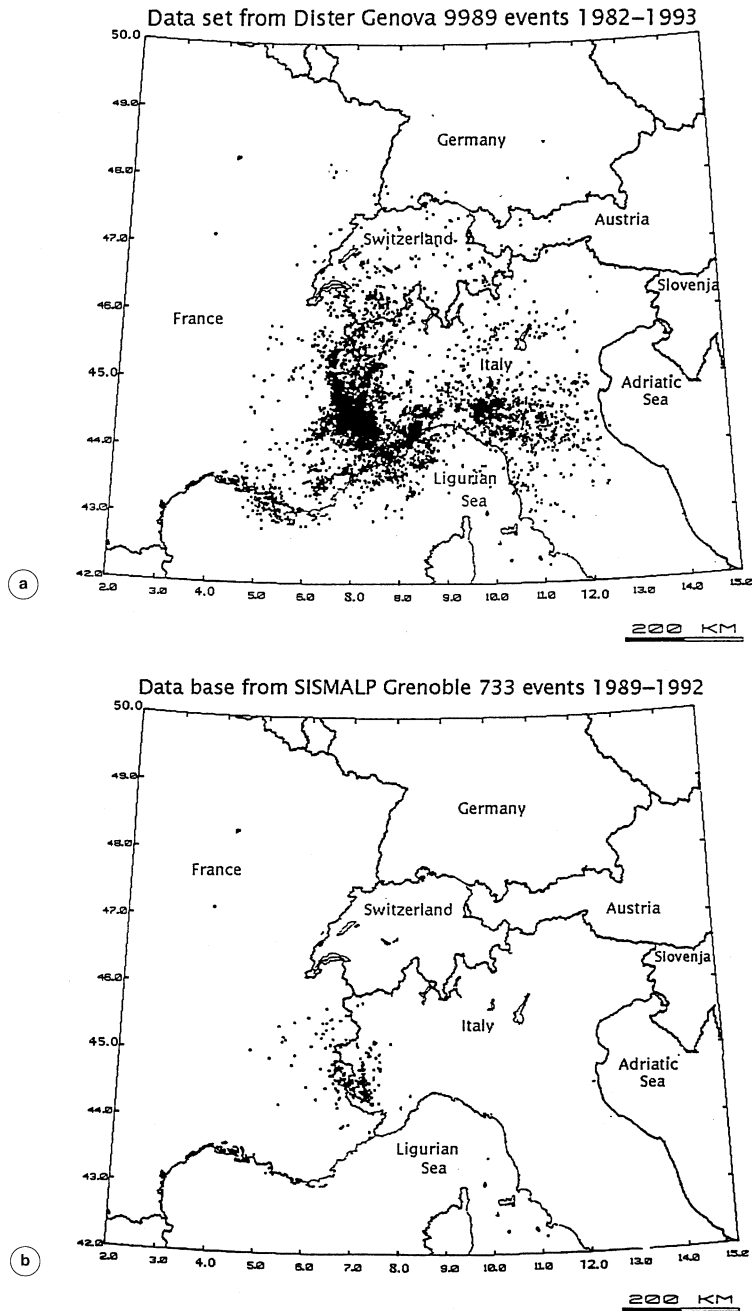 Data set from Dister Genova 9989 events 1982–1993
50.0
49.0
Germany
48.0
Austria
Switzerland
47.0
Slovenja
46.0
France
Italy
45.0
Adriatic
Sea
44.0
Ligurian
Sea
43.0
42.0
a
2.0 3.0 4.0 5.0 6.0 7.0 8.0 8.0 9.0 10.0 11.0 12.0 13.0 14.0 15.0
200 KM
Data base from SISMALP Grenoble 733 events 1989–1992
50.0
49.0
Germany
48.0
France
47.0
Switzerland
Austria
Slovenja
46.0
Italy
45.0
Adriatic
Sea
44.0
Ligurian
Sea
43.0
42.0
b
2.0 3.0 4.0 5.0 6.0 7.0 8.0 9.0 10.0 11.0 12.0 13.0 14.0 15.0
200 KM